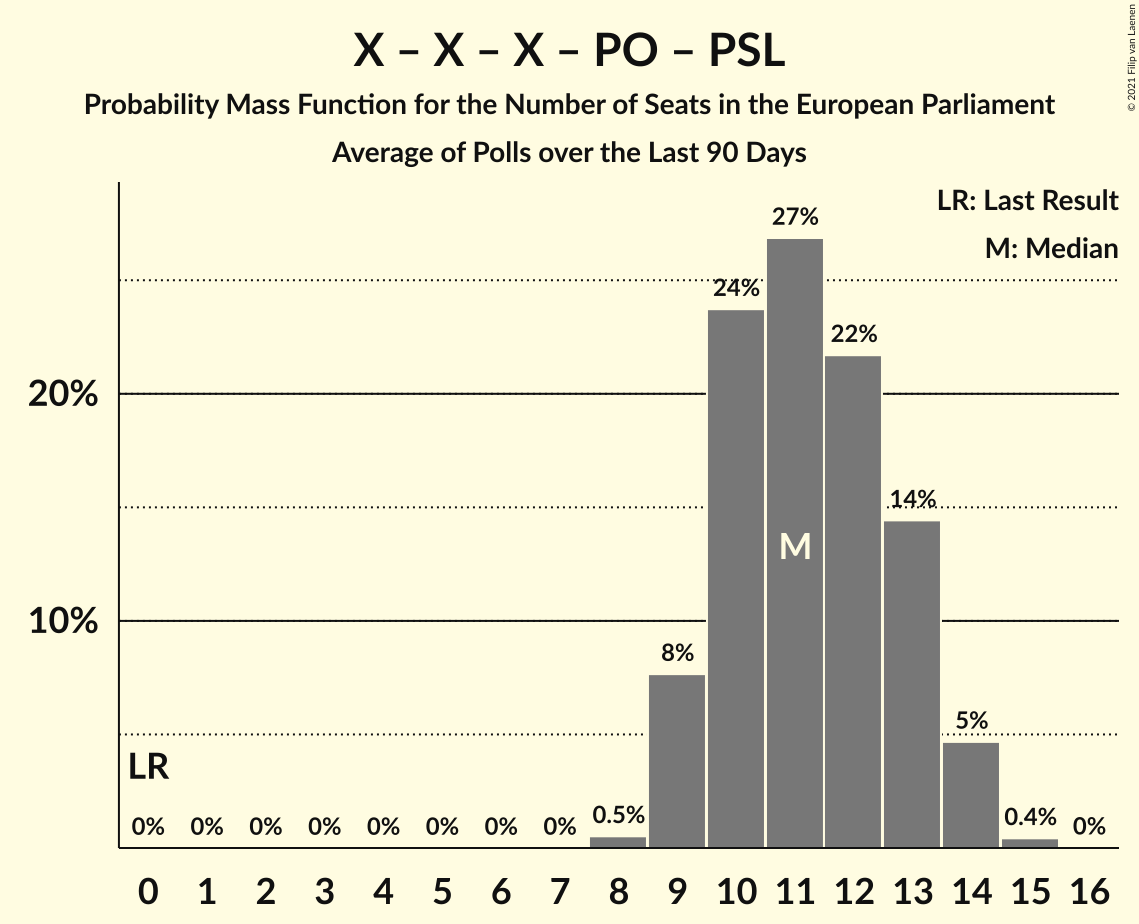 X – X – X – PO – PSL
Probability Mass Function for the Number of Seats in the European Parliament
Average of Polls over the Last 90 Days
© 2021 Filip van Laenen
LR: Last Result
M: Median
27%
24%
22%
20%
14%
M
10%
8%
5%
LR
0% 0% 0% 0% 0% 0% 0% 0% 0.5% 0.4% 0%
0 1 2 3 4 5 6 7 8 9 10 11 12 13 14 15 16